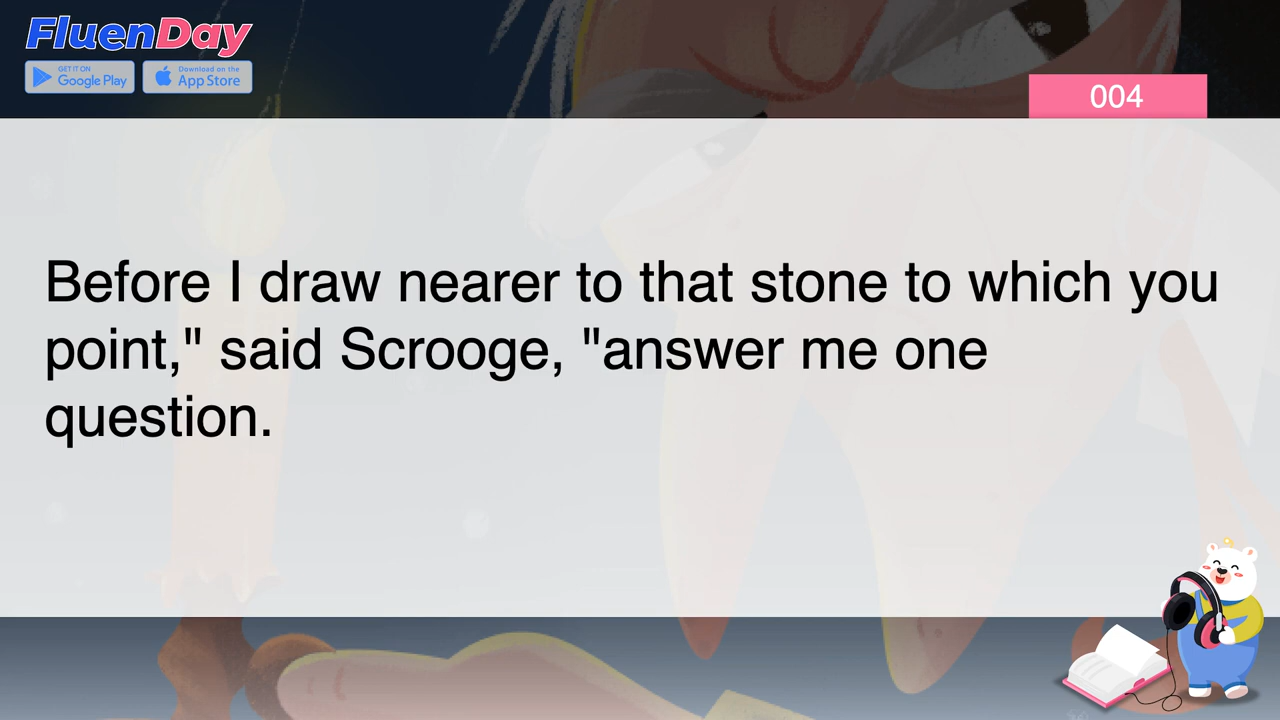 FluenDay
GET IT ON
Google Play
Download on the
App Store
004
Before I draw nearer to that stone to which you
point," said Scrooge, "answer me one
question.